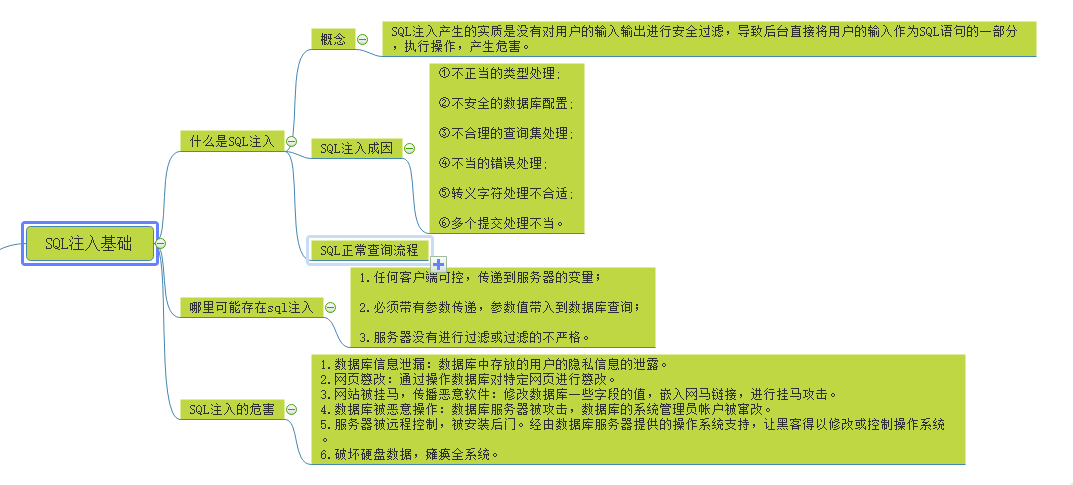 SQL注入基础
什么是SQL注入
概念
SQL注入产生的实质是没有对用户的输入输出进行安全过滤，导致后台直接将用户的输入作为SQL语句的一部分
，执行操作，产生危害。
SQL注入成因
①不正当的类型处理;
②不安全的数据库配置;
③不合理的查询集处理;
④不当的错误处理;
⑤转义字符处理不合适;
⑥多个提交处理不当。
SQL正常查询流程
哪里可能存在sql注入
1.任何客户端可控，传递到服务器的变量；
2.必须带有参数传递，参数值带入到数据库查询；
3.服务器没有进行过滤或过滤的不严格。
SQL注入的危害
1.数据库信息泄漏：数据库中存放的用户的隐私信息的泄露。
2.网页篡改：通过操作数据库对特定网页进行篡改。
3.网站被挂马，传播恶意软件：修改数据库一些字段的值，嵌入网马链接，进行挂马攻击。
4.数据库被恶意操作：数据库服务器被攻击，数据库的系统管理员帐户被窜改。
5.服务器被远程控制，被安装后门。经由数据库服务器提供的操作系统支持，让黑客得以修改或控制操作系统
。
6.破坏硬盘数据，瘫痪全系统。